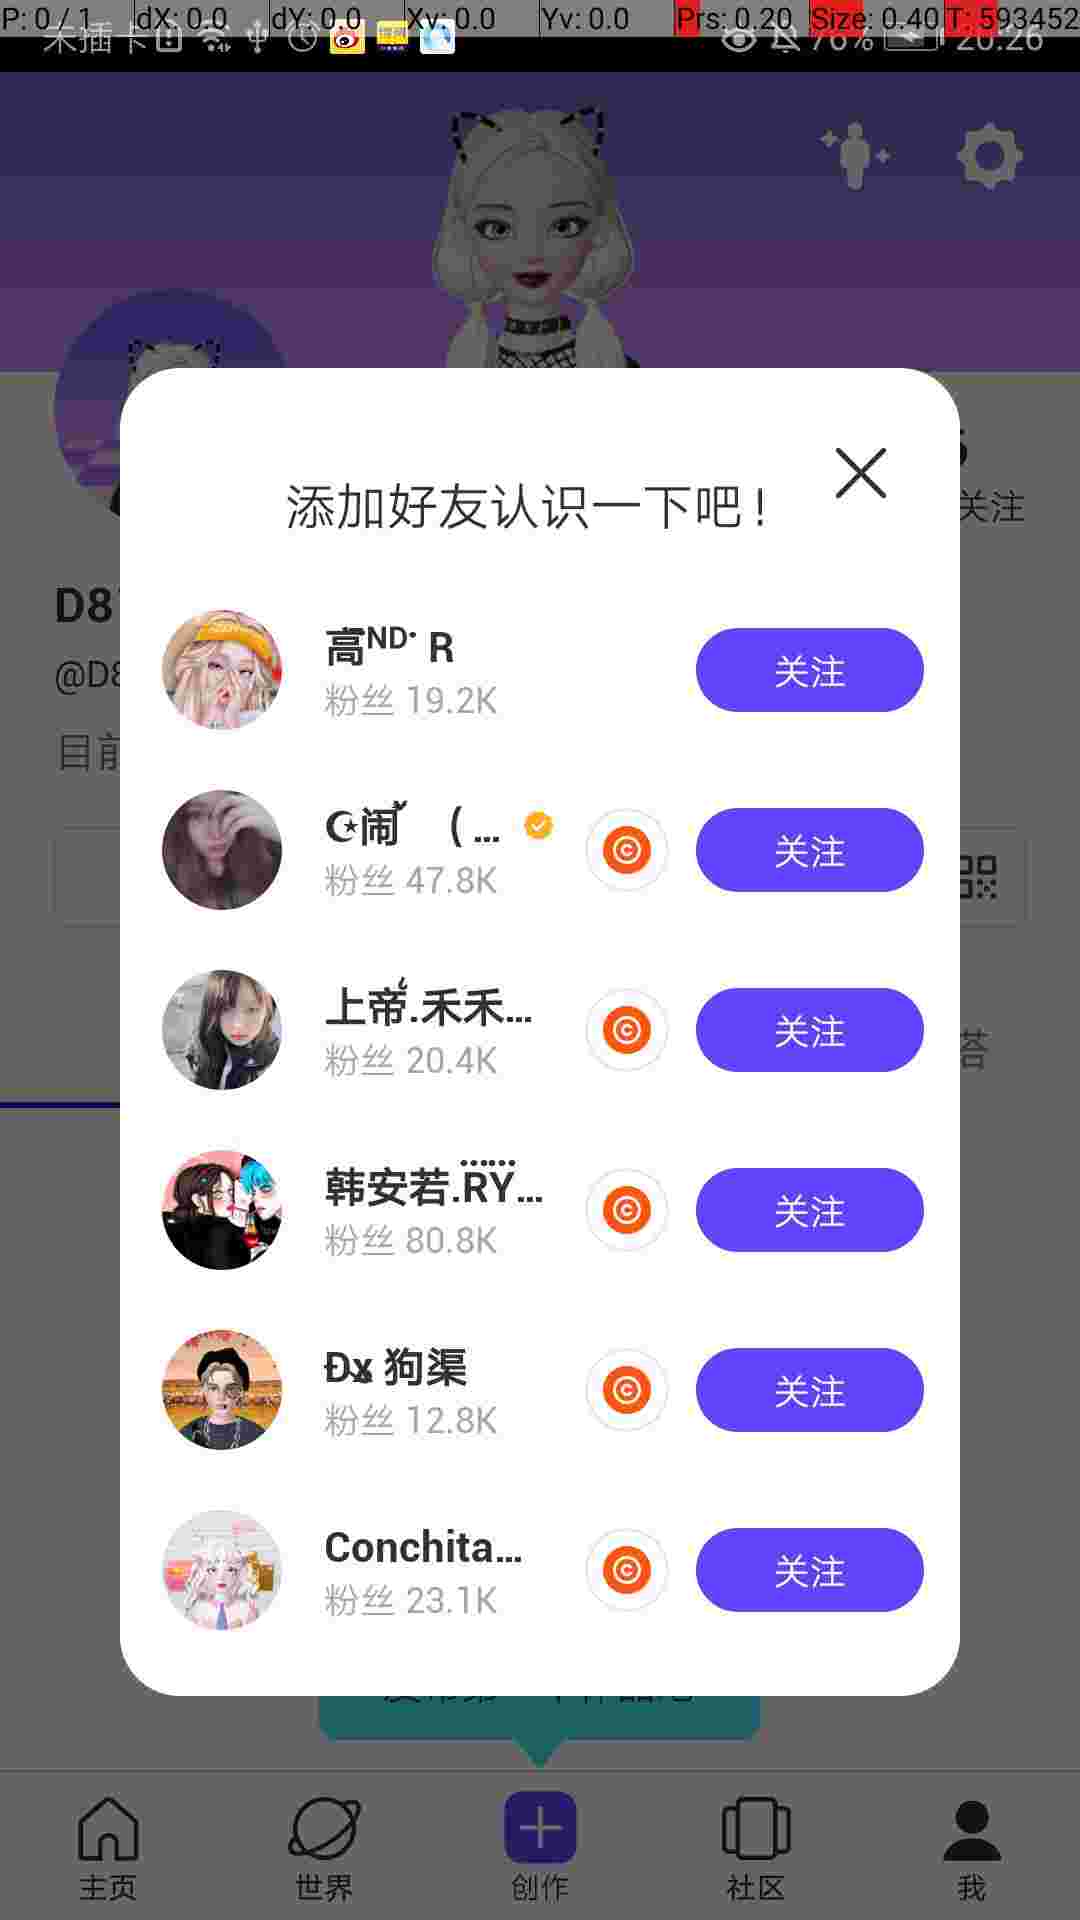 P: 0 / 1 dX: 0.0 dY: 0.0 Xv: 0.0 Yv: 0.0 Prs: 0.20 Size: 0.40 T: 593452
未插卡 76% 20:26
添加好友认识一下吧!
关注
D8
@D8
目前
高ᴺᴰ· R
粉丝 19.2K
关注
☪闹 ( ...
粉丝 47.8K
关注
上帝.禾禾...
粉丝 20.4K
关注
韩安若.RY...
粉丝 80.8K
关注
Đӽ 狗渠
粉丝 12.8K
关注
Conchita...
粉丝 23.1K
关注
主页 世界 创作 社区 我